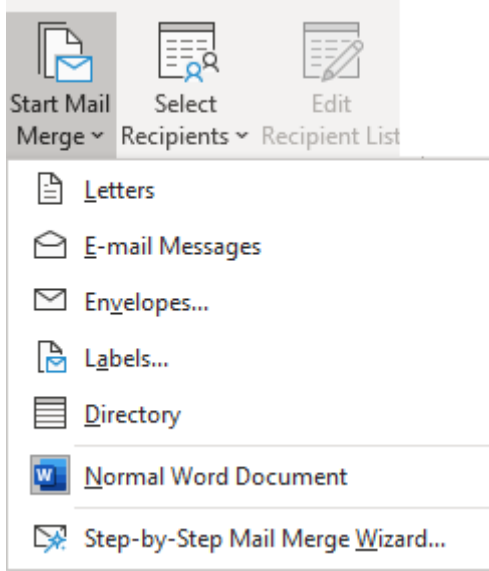 Start Mail
Merge
Select
Recipients
Edit
Recipient List
Letters
E-mail Messages
Envelopes...
Labels...
Directory
W
Normal Word Document
Step-by-Step Mail Merge Wizard...